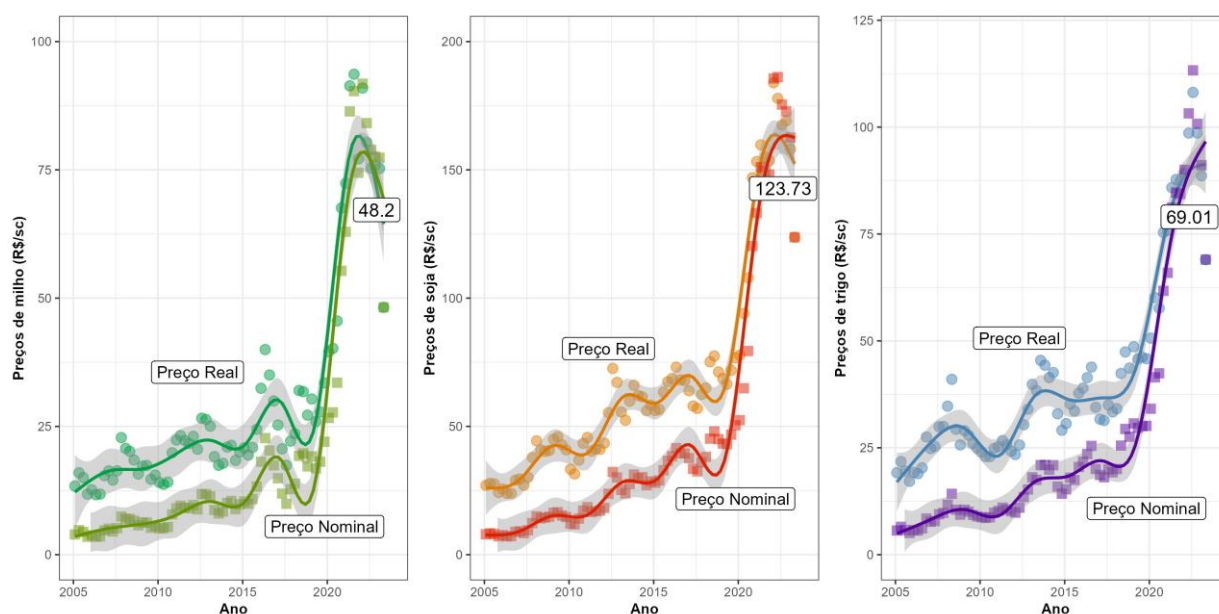 Preços de milho (R$/sc)
100
75
50
25
0
48.2
Preço Real
Preço Nominal
2005
2010
2015
2020
Ano
Preços de soja (R$/sc)
200
150
100
50
0
123.73
Preço Real
Preço Nominal
2005
2010
2015
2020
Ano
Preços de trigo (R$/sc)
125
100
75
50
25
0
69.01
Preço Real
Preço Nominal
2005
2010
2015
2020
Ano